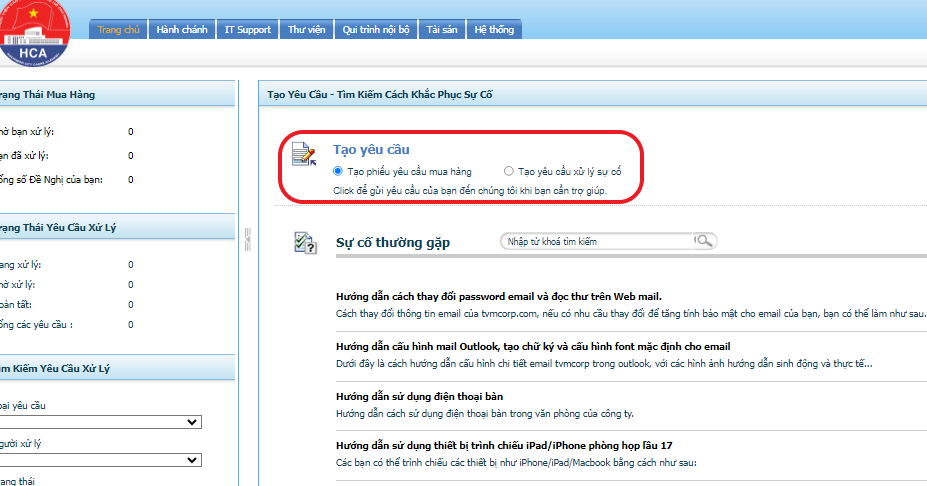 HCA
Trang chủ
Hành chánh
IT Support
Thư viện
Qui trình nội bộ
Tài sản
Hệ thống
rạng Thái Mua Hàng
hờ bạn xử lý: 0
ạn đã xử lý: 0
ổng số Đề Nghị của bạn: 0
rạng Thái Yêu Cầu Xử Lý
ang xử lý: 0
hờ xử lý: 0
oàn tất: 0
ổng các yêu cầu : 0
ìm Kiếm Yêu Cầu Xử Lý
oại yêu cầu
gười xử lý
rạng thái
Tạo Yêu Cầu - Tìm Kiếm Cách Khắc Phục Sự Cố
Tạo yêu cầu
Tạo phiếu yêu cầu mua hàng
Tạo yêu cầu xử lý sự cố
Click để gửi yêu cầu của bạn đến chúng tôi khi bạn cần trợ giúp.
Sự cố thường gặp
Nhập từ khoá tìm kiếm
Hướng dẫn cách thay đổi password email và đọc thư trên Web mail.
Cách thay đổi thông tin email của tvmcorp.com, nếu có nhu cầu thay đổi để tăng tính bảo mật cho email của bạn, bạn có thể làm như sau.
Hướng dẫn cấu hình mail Outlook, tạo chữ ký và cấu hình font mặc định cho email
Dưới đây là cách hướng dẫn cấu hình chi tiết email tvmcorp trong outlook, với các hình ảnh hướng dẫn sinh động và thực tế...
Hướng dẫn sử dụng điện thoại bàn
Hướng dẫn cách sử dụng điện thoại bàn trong văn phòng của công ty.
Hướng dẫn sử dụng thiết bị trình chiếu iPad/iPhone phòng họp lầu 17
Các bạn có thể trình chiếu các thiết bị như iPhone/iPad/Macbook bằng cách như sau: